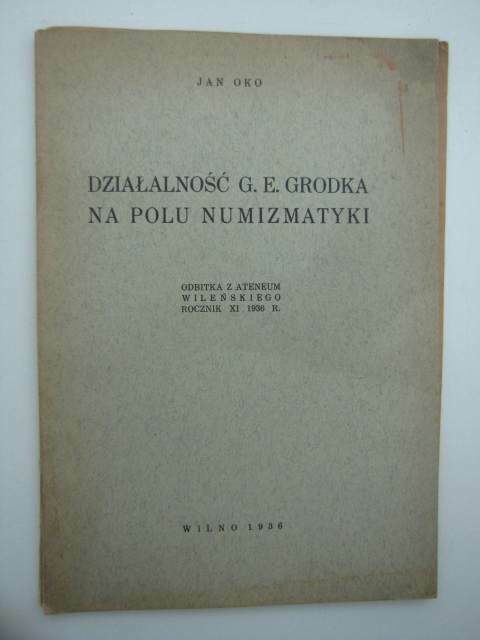 JAN OKO
DZIAŁALNOŚĆ G. E. GRODKA
NA POLU NUMIZMATYKI
ODBITKA Z ATENEUM
WILEŃSKIEGO
ROCZNIK XI 1936 R.
WILNO 1936